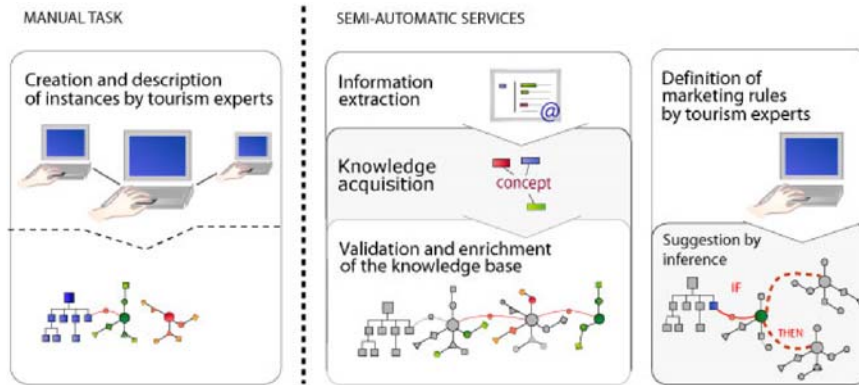 MANUAL TASK
SEMI-AUTOMATIC SERVICES
Creation and description
of instances by tourism experts
Information
extraction
@
Knowledge
acquisition
concept
Validation and enrichment
of the knowledge base
Definition of
marketing rules
by tourism experts
Suggestion by
inference
IF
THEN